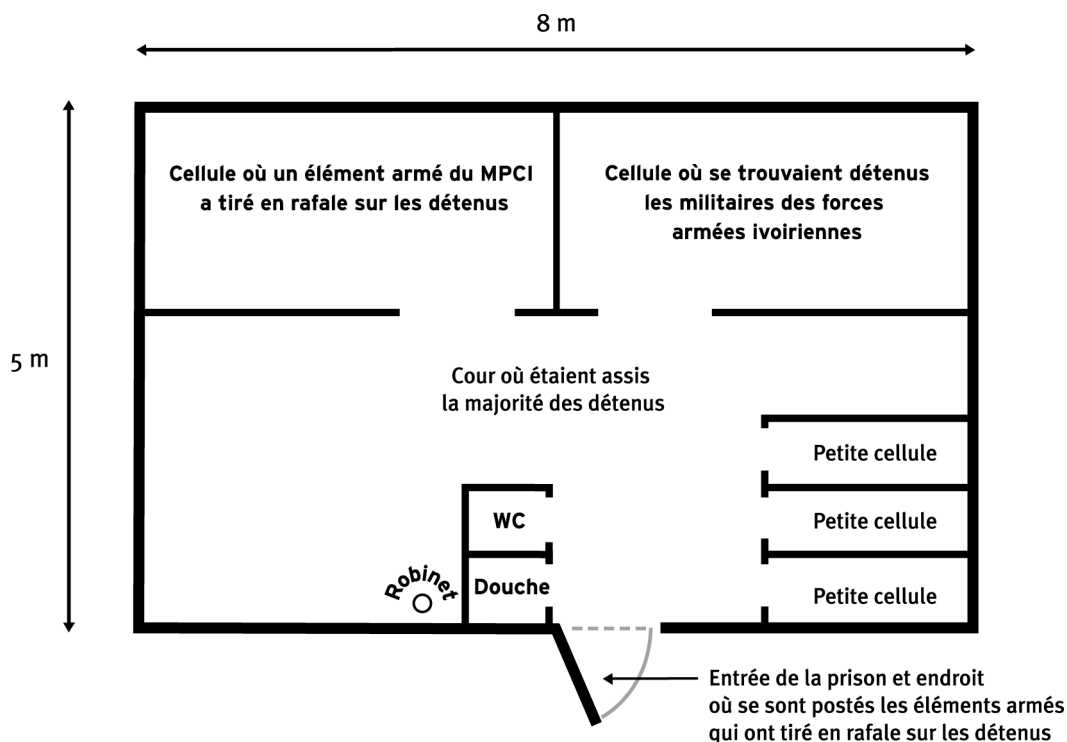 8 m
Cellule où un élément armé du MPCI
a tiré en rafale sur les détenus
Cellule où se trouvaient détenus
les militaires des forces
armées ivoiriennes
5 m
Cour où étaient assis
la majorité des détenus
Petite cellule
WC
Petite cellule
Robinet
Douche
Petite cellule
Entrée de la prison et endroit
où se sont postés les éléments armés
qui ont tiré en rafale sur les détenus